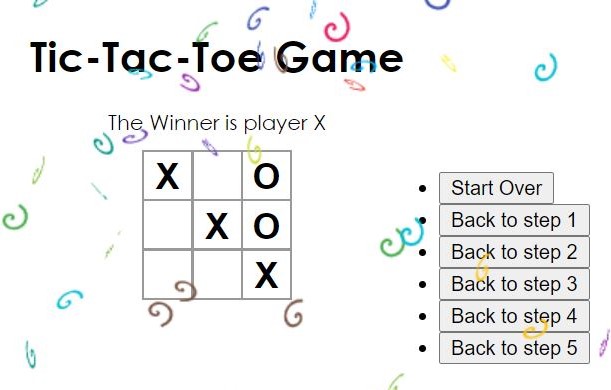 Tic-Tac-Toe Game
The Winner is player X
X O
X O
X
Start Over
Back to step 1
Back to step 2
Back to step 3
Back to step 4
Back to step 5